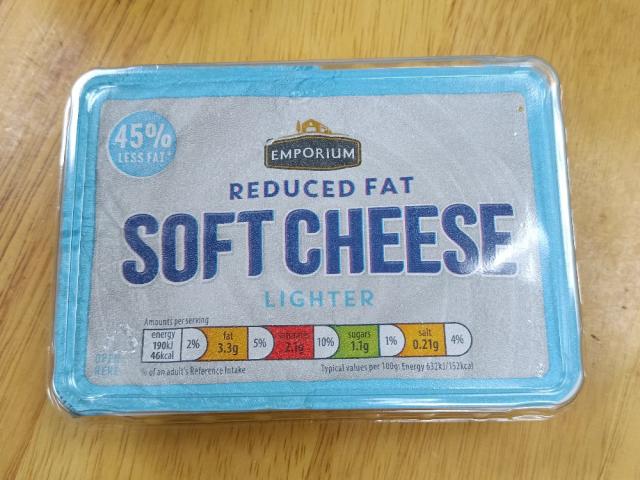 45%
LESS FAT*
EMPORIUM
REDUCED FAT
SOFT CHEESE
LIGHTER
Amounts per serving
energy 190kJ 46kcal 2% fat 3.3g 5% saturates 2.1g 10% sugars 1.1g 1% salt 0.21g 4%
% of an adult's Reference Intake
Typical values per 100g: Energy 632kJ/152kcal
OPEN
HERE